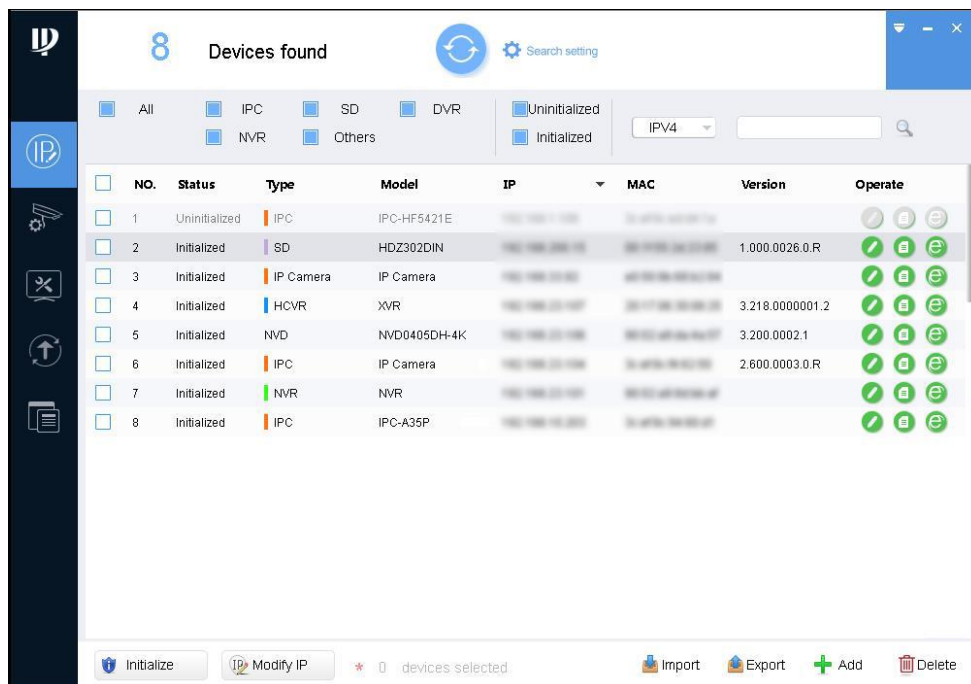 8 Devices found Search setting
All IPC SD DVR Uninitialized
NVR Others Initialized IPV4
NO. Status Type Model IP MAC Version Operate
1 Uninitialized IPC IPC-HF5421E
2 Initialized SD HDZ302DIN 1.000.0026.0.R
3 Initialized IP Camera IP Camera
4 Initialized HCVR XVR 3.218.0000001.2
5 Initialized NVD NVD0405DH-4K 3.200.0002.1
6 Initialized IPC IP Camera 2.600.0003.0.R
7 Initialized NVR NVR
8 Initialized IPC IPC-A35P
Initialize IP Modify IP * 0 devices selected Import Export Add Delete